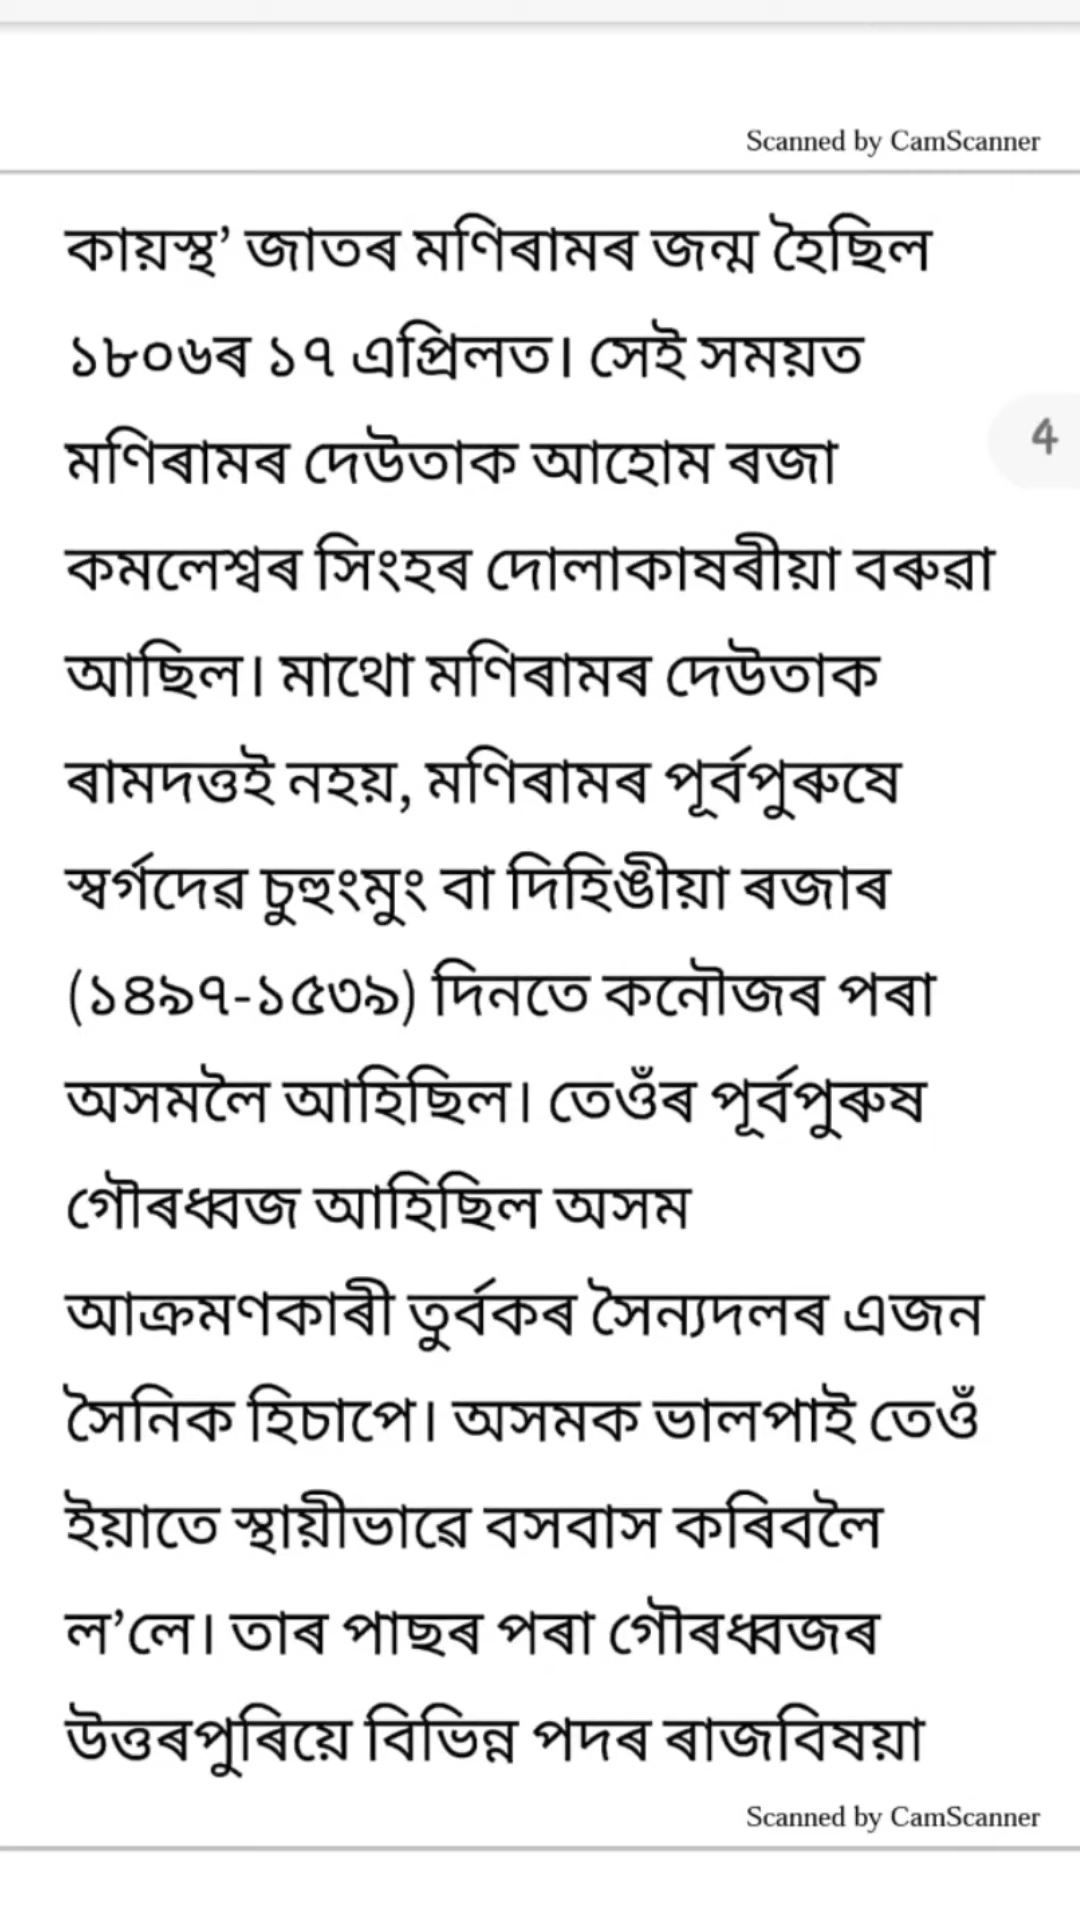 Scanned by CamScanner
কায়স্থ’ জাতৰ মণিৰামৰ জন্ম হৈছিল
১৮০৬ৰ ১৭ এপ্ৰিলত। সেই সময়ত
মণিৰামৰ দেউতাক আহোম ৰজা
4
কমলেশ্বৰ সিংহৰ দোলাকাষৰীয়া বৰুৱা
আছিল। মাথো মণিৰামৰ দেউতাক
ৰামদত্তই নহয়, মণিৰামৰ পূৰ্বপুৰুষে
স্বৰ্গদেৱ চুহুংমুং বা দিহিঙীয়া ৰজাৰ
(১৪৯৭-১৫৩৯) দিনতে কনৌজৰ পৰা
অসমলৈ আহিছিল। তেওঁৰ পূৰ্বপুৰুষ
গৌৰধ্বজ আহিছিল অসম
আক্ৰমণকাৰী তুৰ্বকৰ সৈন্যদলৰ এজন
সৈনিক হিচাপে। অসমক ভালপাই তেওঁ
ইয়াতে স্থায়ীভাৱে বসবাস কৰিবলৈ
ল’লে। তাৰ পাছৰ পৰা গৌৰধ্বজৰ
উত্তৰপুৰিয়ে বিভিন্ন পদৰ ৰাজবিষয়া
Scanned by CamScanner